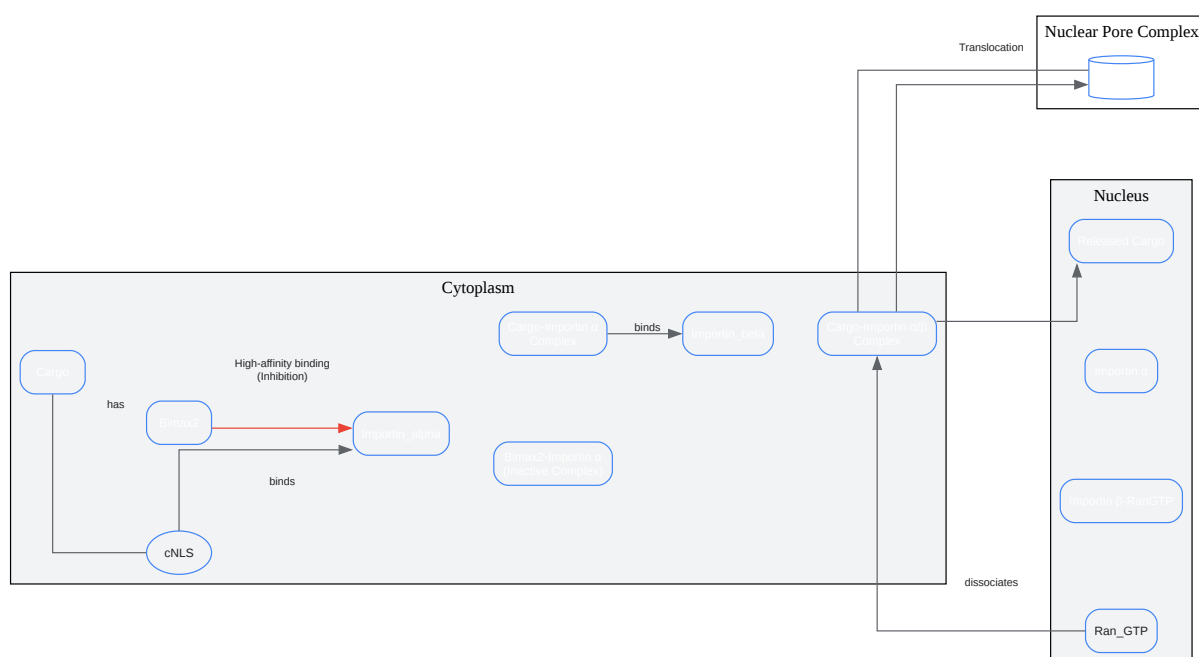 Nuclear Pore Complex
Translocation
Nucleus
Released Cargo
Cytoplasm
Cargo-Importin α
Complex
binds
Importin_beta
Cargo-Importin α/β
Complex
High-affinity binding
(Inhibition)
Cargo
has
Bimax2
Importin_alpha
Importin α
Bimax2-Importin α
(Inactive Complex)
binds
Importin β-RanGTP
cNLS
dissociates
Ran_GTP